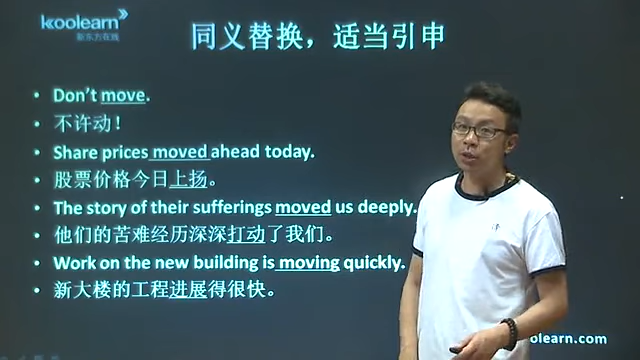 koolearn
新东方在线
同义替换，适当引申
• Don't move.
• 不许动！
• Share prices moved ahead today.
• 股票价格今日上扬。
• The story of their sufferings moved us deeply.
• 他们的苦难经历深深打动了我们。
• Work on the new building is moving quickly.
• 新大楼的工程进展得很快。
olearn.com